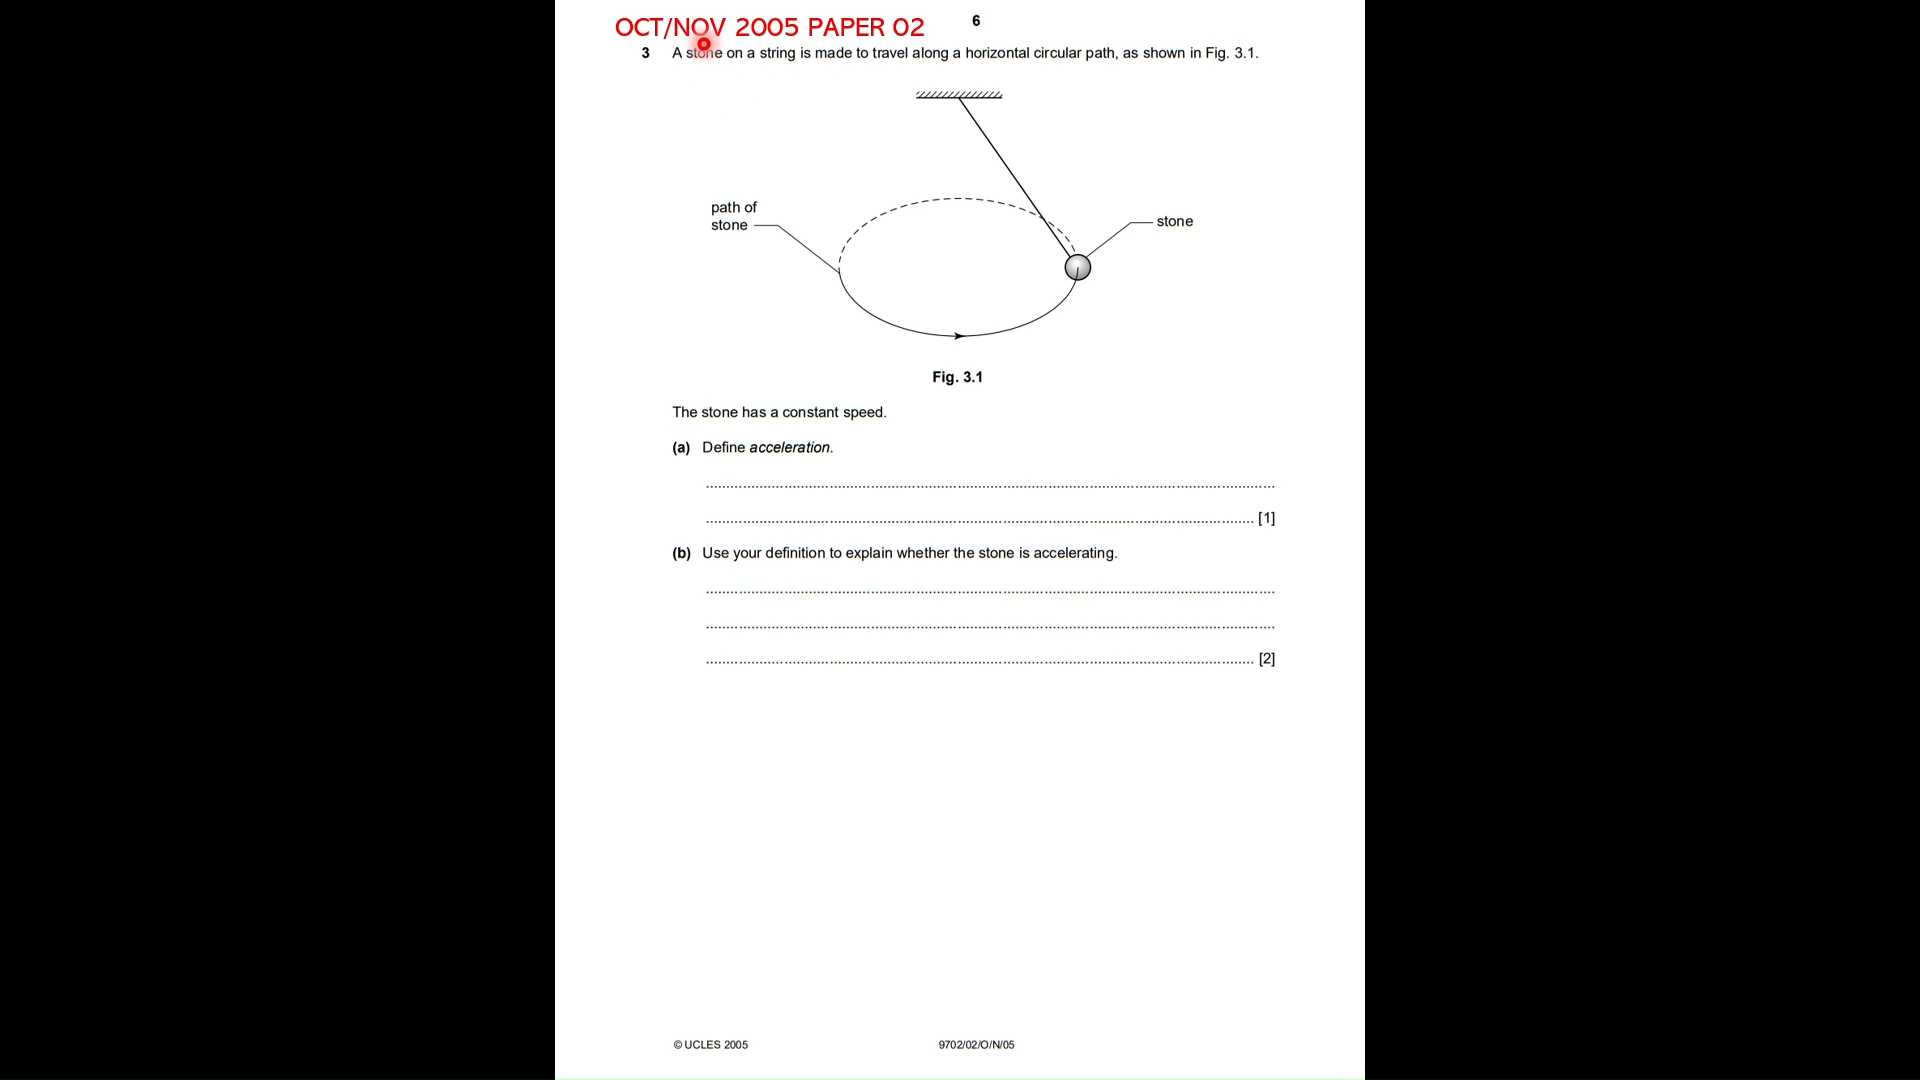 OCT/NOV 2005 PAPER 02
6
3 A stone on a string is made to travel along a horizontal circular path, as shown in Fig. 3.1.
path of
stone
stone
Fig. 3.1
The stone has a constant speed.
(a) Define acceleration.
..........................................................................................................................................
..................................................................................................................................... [1]
(b) Use your definition to explain whether the stone is accelerating.
..........................................................................................................................................
..........................................................................................................................................
..................................................................................................................................... [2]
© UCLES 2005
9702/02/O/N/05